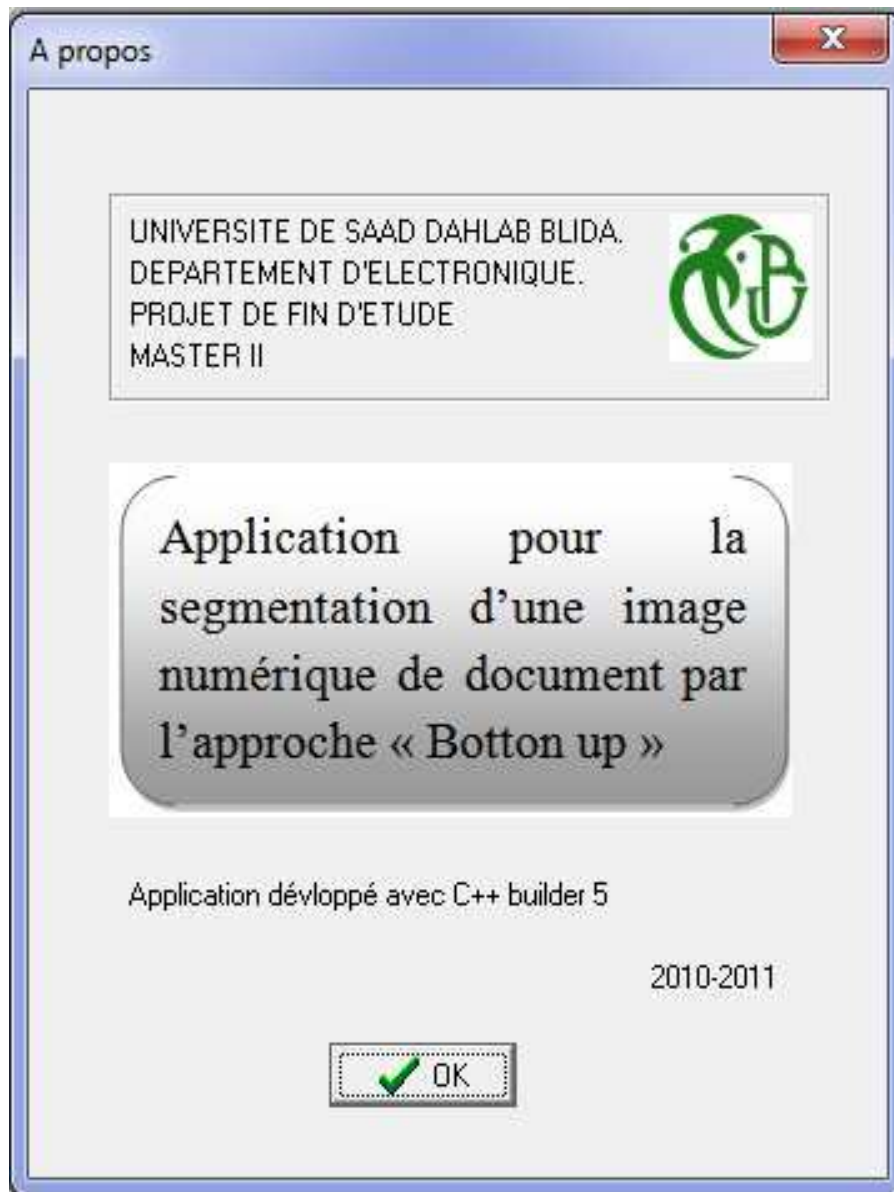 A propos
UNIVERSITE DE SAAD DAHLAB BLIDA.
DEPARTEMENT D'ELECTRONIQUE.
PROJET DE FIN D'ETUDE
MASTER II
Application pour la
segmentation d’une image
numérique de document par
l’approche « Botton up »
Application dévloppé avec C++ builder 5
2010-2011
OK